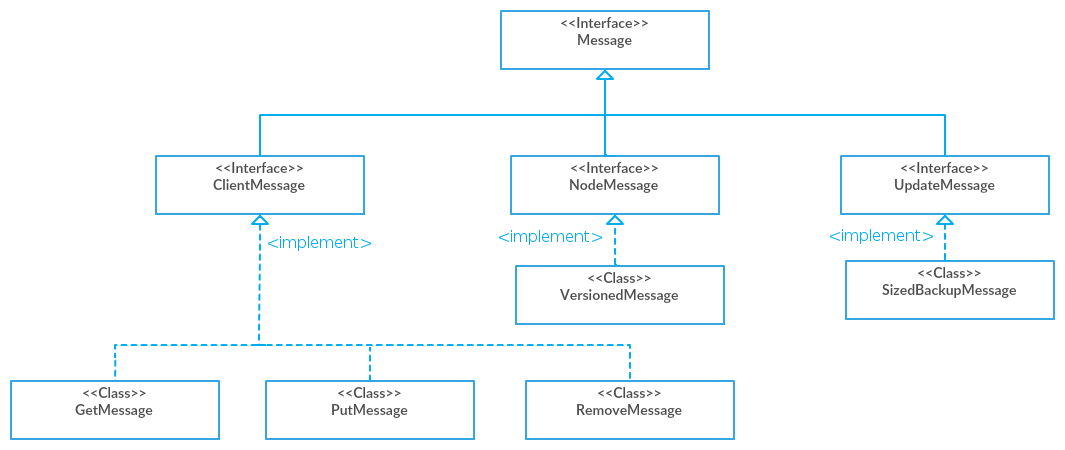 <<Interface>>
Message
<<Interface>>
ClientMessage
<<Interface>>
NodeMessage
<<Interface>>
UpdateMessage
<implement>
<implement>
<implement>
<<Class>>
VersionedMessage
<<Class>>
SizedBackupMessage
<<Class>>
GetMessage
<<Class>>
PutMessage
<<Class>>
RemoveMessage